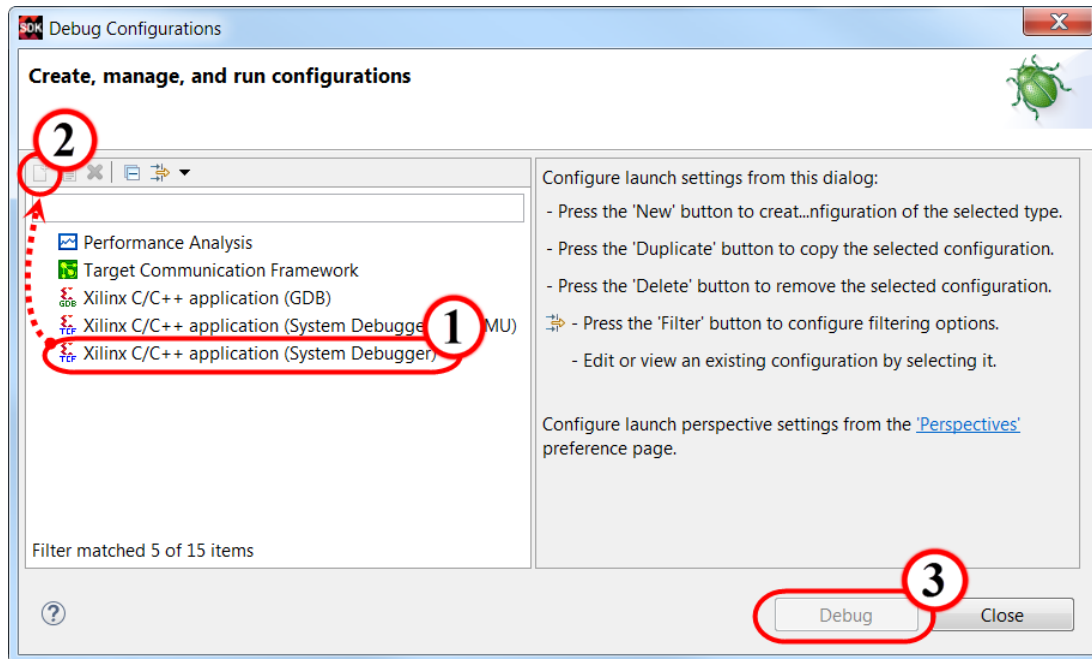 SDK Debug Configurations
Create, manage, and run configurations
2
Configure launch settings from this dialog:
- Press the 'New' button to creat...nfiguration of the selected type.
Performance Analysis
- Press the 'Duplicate' button to copy the selected configuration.
Target Communication Framework
- Press the 'Delete' button to remove the selected configuration.
GDB Xilinx C/C++ application (GDB)
TCF Xilinx C/C++ application (System Debugger MU)
1
- Press the 'Filter' button to configure filtering options.
TCF Xilinx C/C++ application (System Debugger)
- Edit or view an existing configuration by selecting it.
Configure launch perspective settings from the 'Perspectives'
preference page.
Filter matched 5 of 15 items
3
? Debug Close